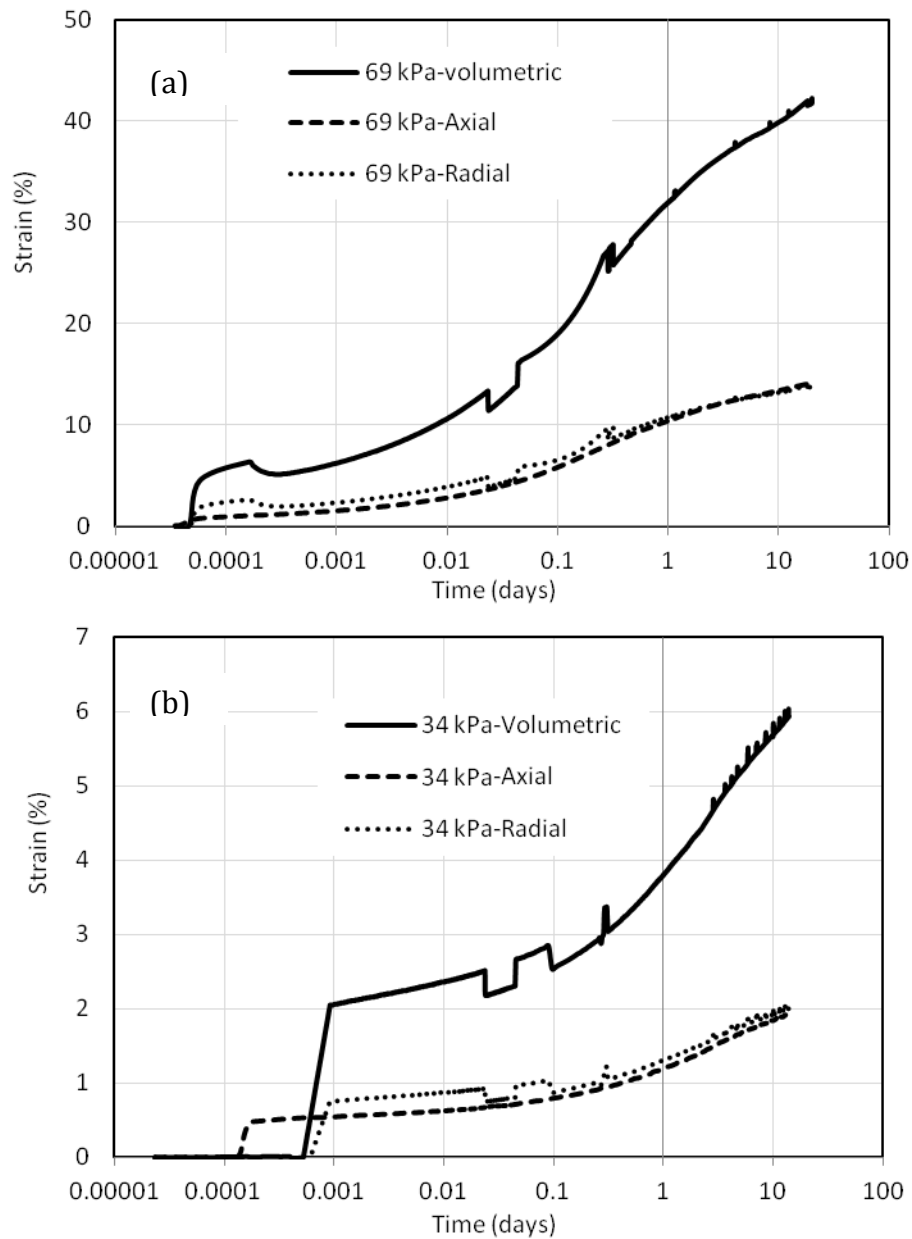 50
(a)
69 kPa-volumetric
69 kPa-Axial
69 kPa-Radial
40
30
20
10
0
Strain (%)
0.00001 0.0001 0.001 0.01 0.1 1 10 100
Time (days)
7
(b)
34 kPa-Volumetric
34 kPa-Axial
34 kPa-Radial
6
5
4
3
2
1
0
Strain (%)
0.00001 0.0001 0.001 0.01 0.1 1 10 100
Time (days)